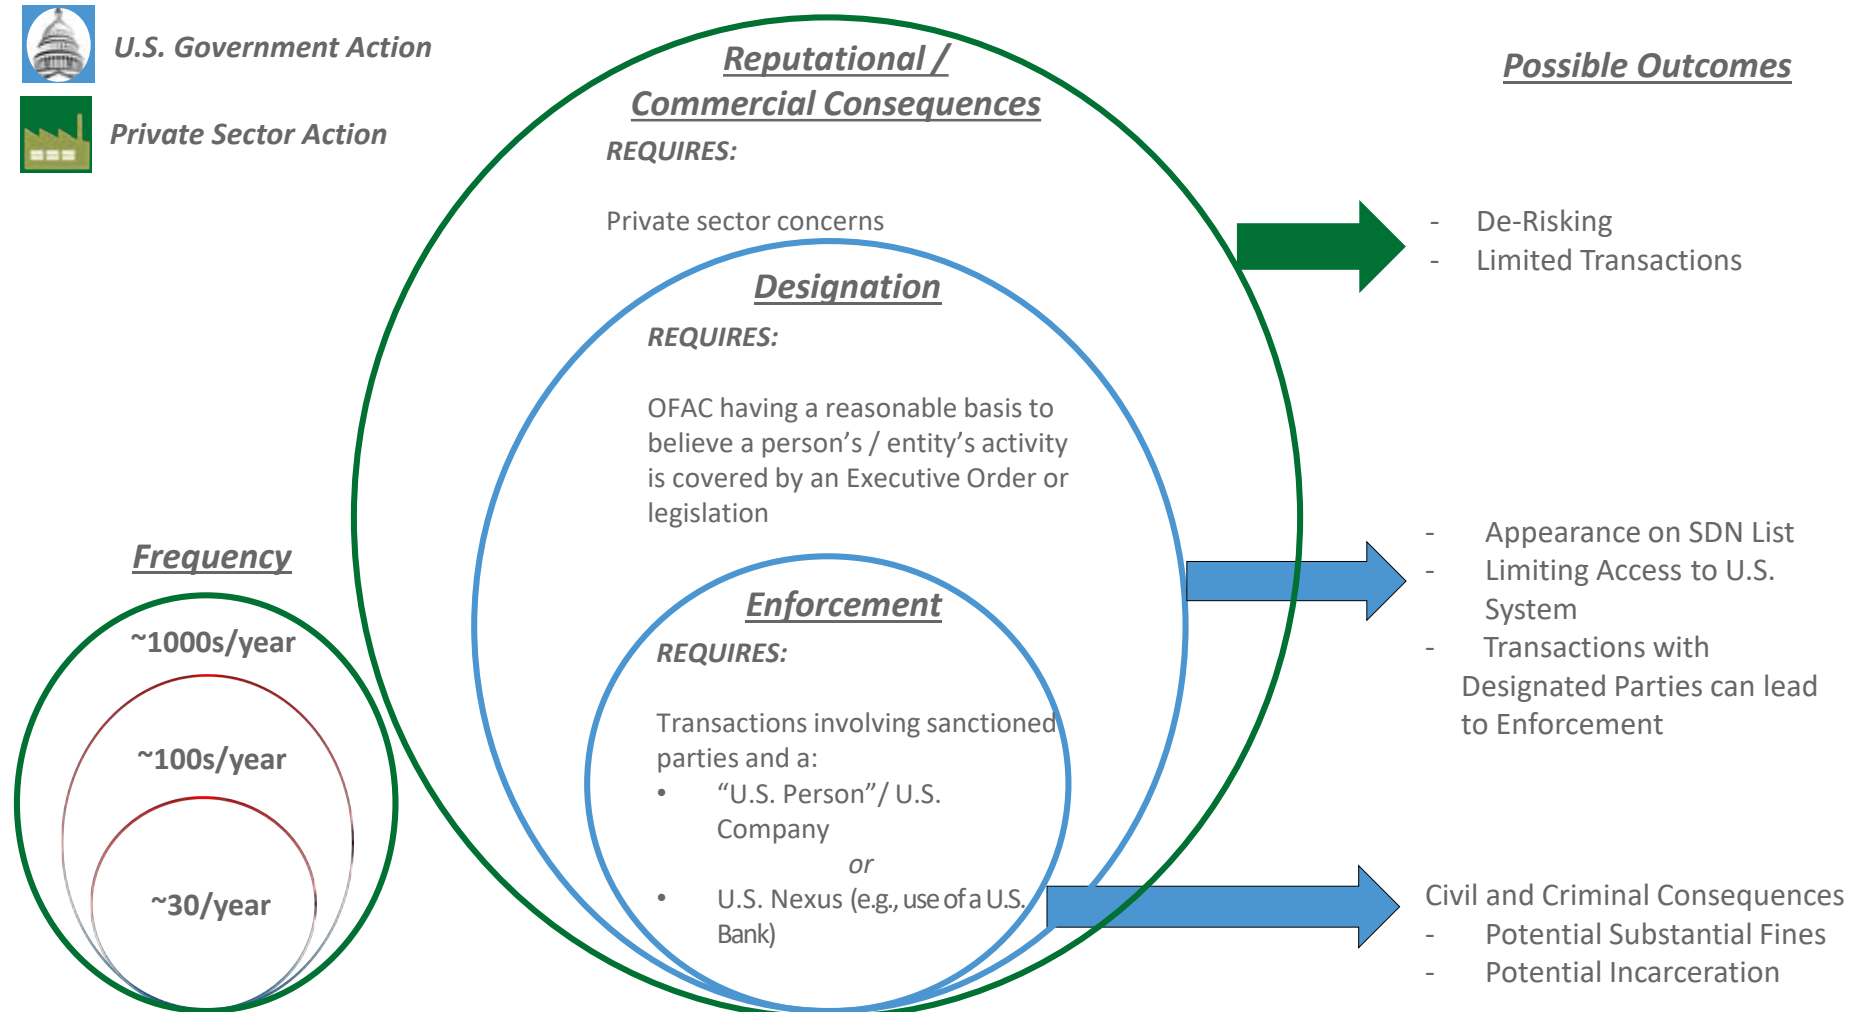 U.S. Government Action
Private Sector Action
Reputational /
Commercial Consequences
REQUIRES:
Private sector concerns
Designation
REQUIRES:
OFAC having a reasonable basis to
believe a person’s / entity’s activity
is covered by an Executive Order or
legislation
Enforcement
REQUIRES:
Transactions involving sanctioned
parties and a:
• “U.S. Person”/ U.S.
Company
or
• U.S. Nexus (e.g., use of a U.S.
Bank)
Frequency
~1000s/year
~100s/year
~30/year
Possible Outcomes
- De-Risking
- Limited Transactions
- Appearance on SDN List
- Limiting Access to U.S.
System
- Transactions with
Designated Parties can lead
to Enforcement
Civil and Criminal Consequences
- Potential Substantial Fines
- Potential Incarceration